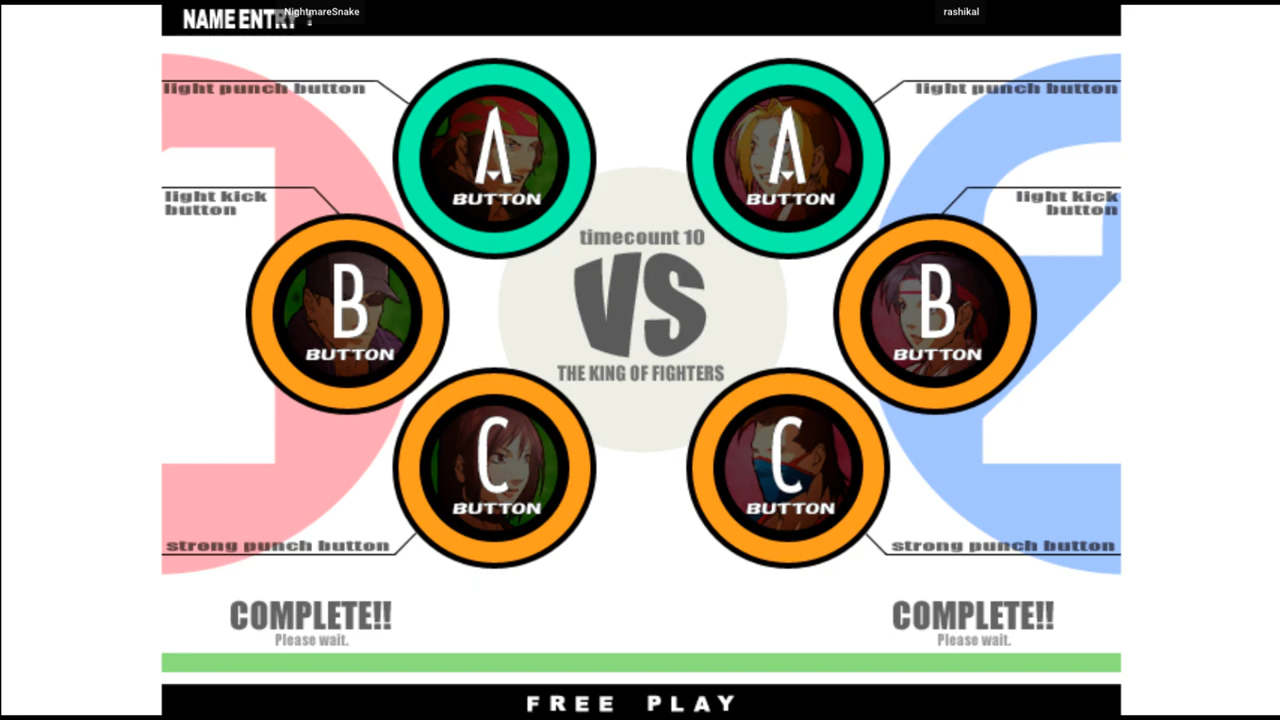 NAME ENTRY !
NightmareSnake
rashikal
light punch button
light punch button
A
BUTTON
A
BUTTON
light kick
button
light kick
button
B
BUTTON
timecount 10
VS
THE KING OF FIGHTERS
B
BUTTON
C
BUTTON
C
BUTTON
strong punch button
strong punch button
COMPLETE!!
Please wait.
COMPLETE!!
Please wait.
FREE PLAY
1
2